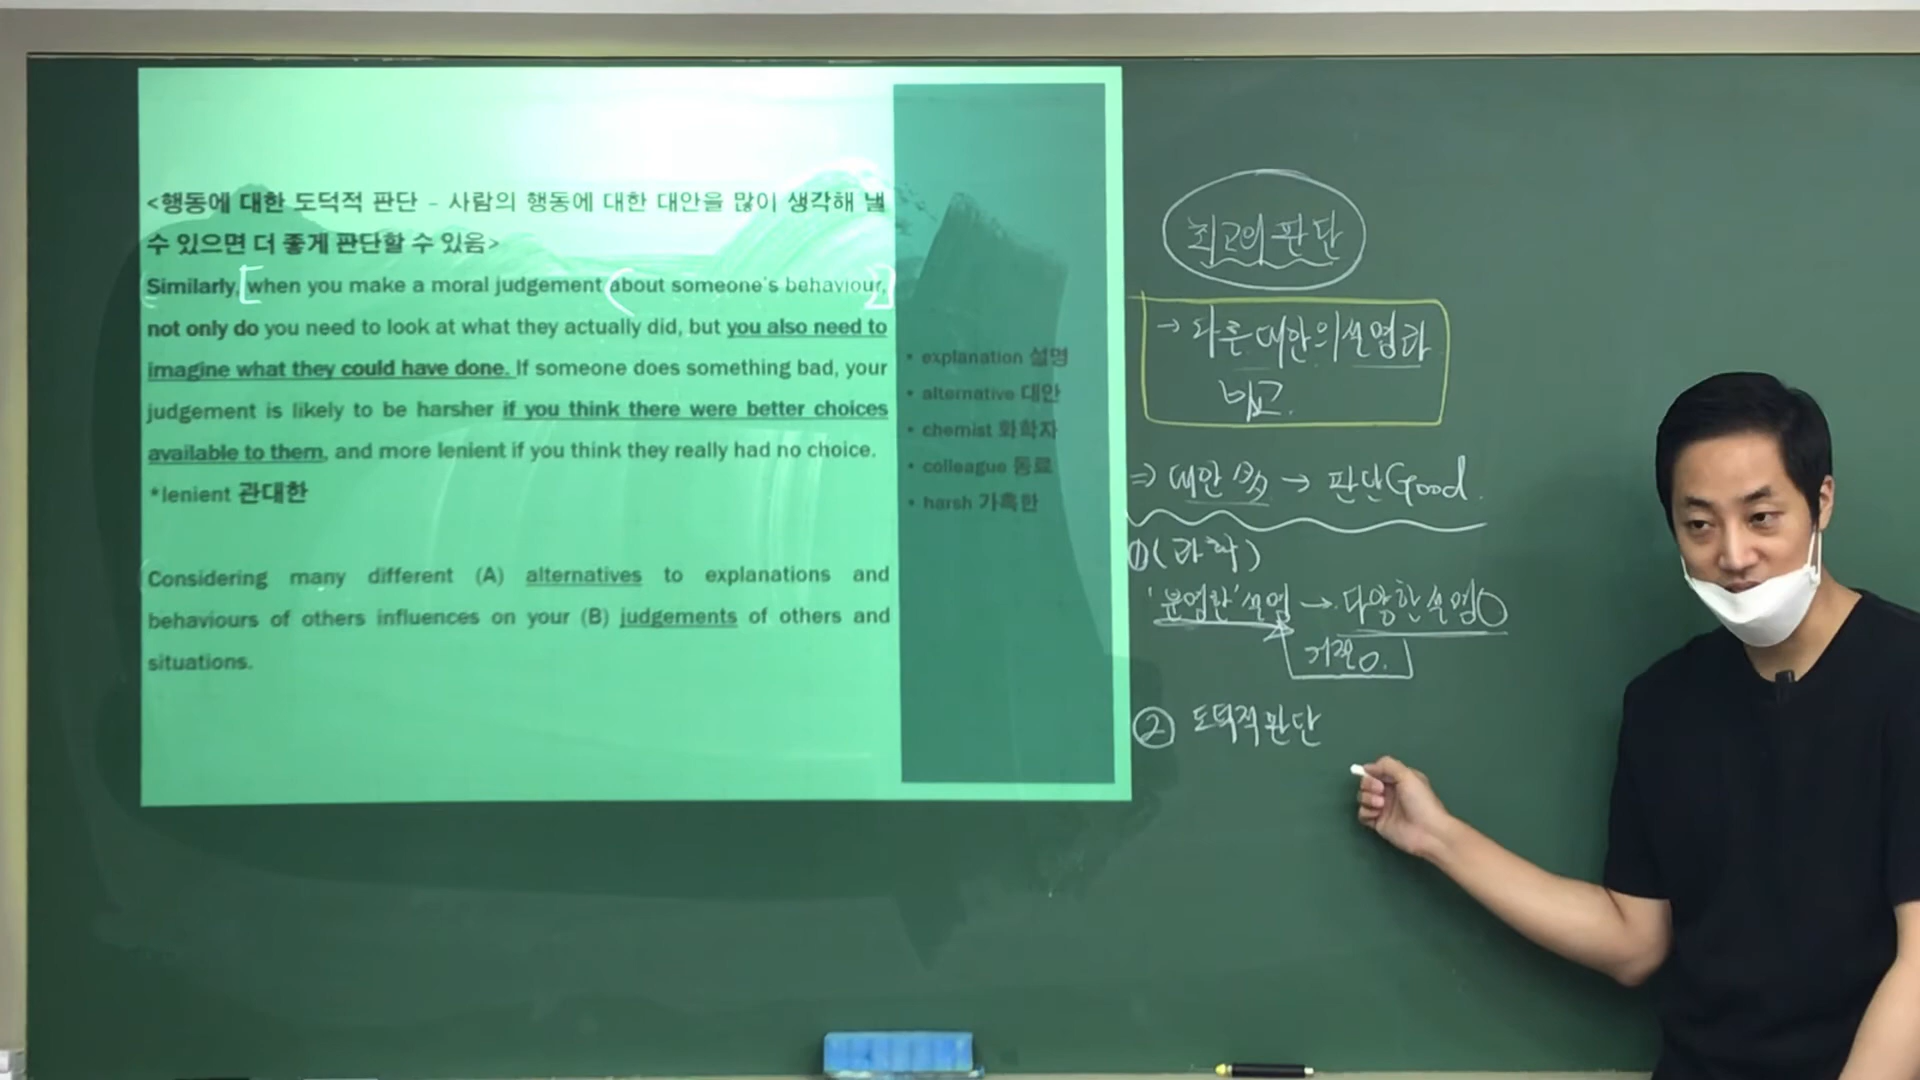 <행동에 대한 도덕적 판단 - 사람의 행동에 대한 대안을 많이 생각해 낼
수 있으면 더 좋게 판단할 수 있음>
Similarly, when you make a moral judgement about someone's behaviour,
not only do you need to look at what they actually did, but you also need to
imagine what they could have done. If someone does something bad, your
judgement is likely to be harsher if you think there were better choices
available to them, and more lenient if you think they really had no choice.
*lenient 관대한
Considering many different (A) alternatives to explanations and
behaviours of others influences on your (B) judgements of others and
situations.
• explanation 설명
• alternative 대안
• chemist 화학자
• colleague 동료
• harsh 가혹한
최고의 판단
→ 다른 대안의 설명과
비교.
⇒ 대안 多 → 판단 Good.
① (과학)
'분명한' 설명 → 다양한 설명 O
거절 O.
② 도덕적 판단